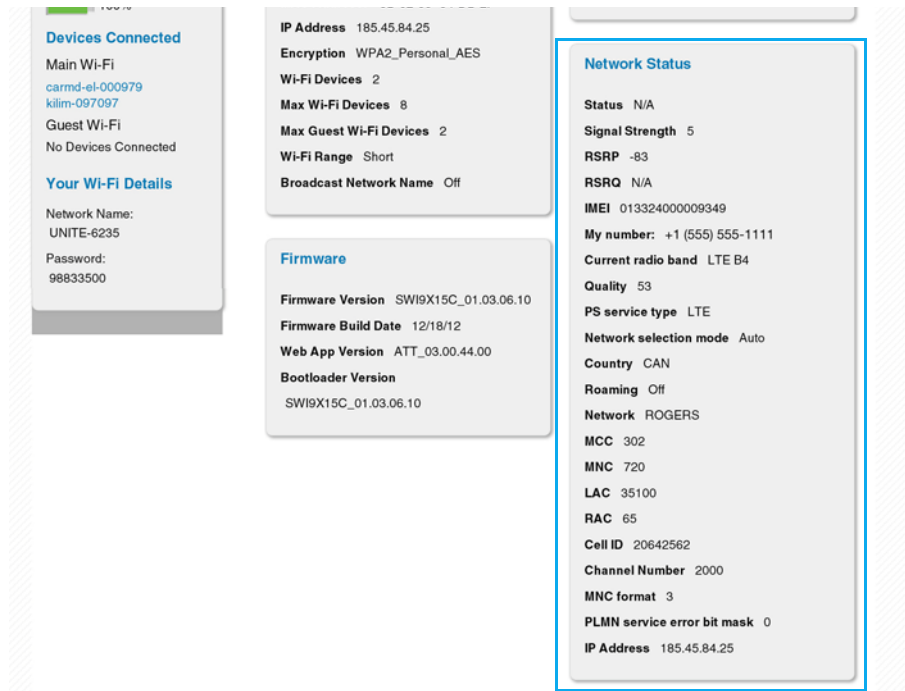 Devices Connected
Main Wi-Fi
carmd-el-000979
kilim-097097
Guest Wi-Fi
No Devices Connected
Your Wi-Fi Details
Network Name:
UNITE-6235
Password:
98833500
IP Address 185.45.84.25
Encryption WPA2_Personal_AES
Wi-Fi Devices 2
Max Wi-Fi Devices 8
Max Guest Wi-Fi Devices 2
Wi-Fi Range Short
Broadcast Network Name Off
Firmware
Firmware Version SWI9X15C_01.03.06.10
Firmware Build Date 12/18/12
Web App Version ATT_03.00.44.00
Bootloader Version
SWI9X15C_01.03.06.10
Network Status
Status N/A
Signal Strength 5
RSRP -83
RSRQ N/A
IMEI 013324000009349
My number: +1 (555) 555-1111
Current radio band LTE B4
Quality 53
PS service type LTE
Network selection mode Auto
Country CAN
Roaming Off
Network ROGERS
MCC 302
MNC 720
LAC 35100
RAC 65
Cell ID 20642562
Channel Number 2000
MNC format 3
PLMN service error bit mask 0
IP Address 185.45.84.25